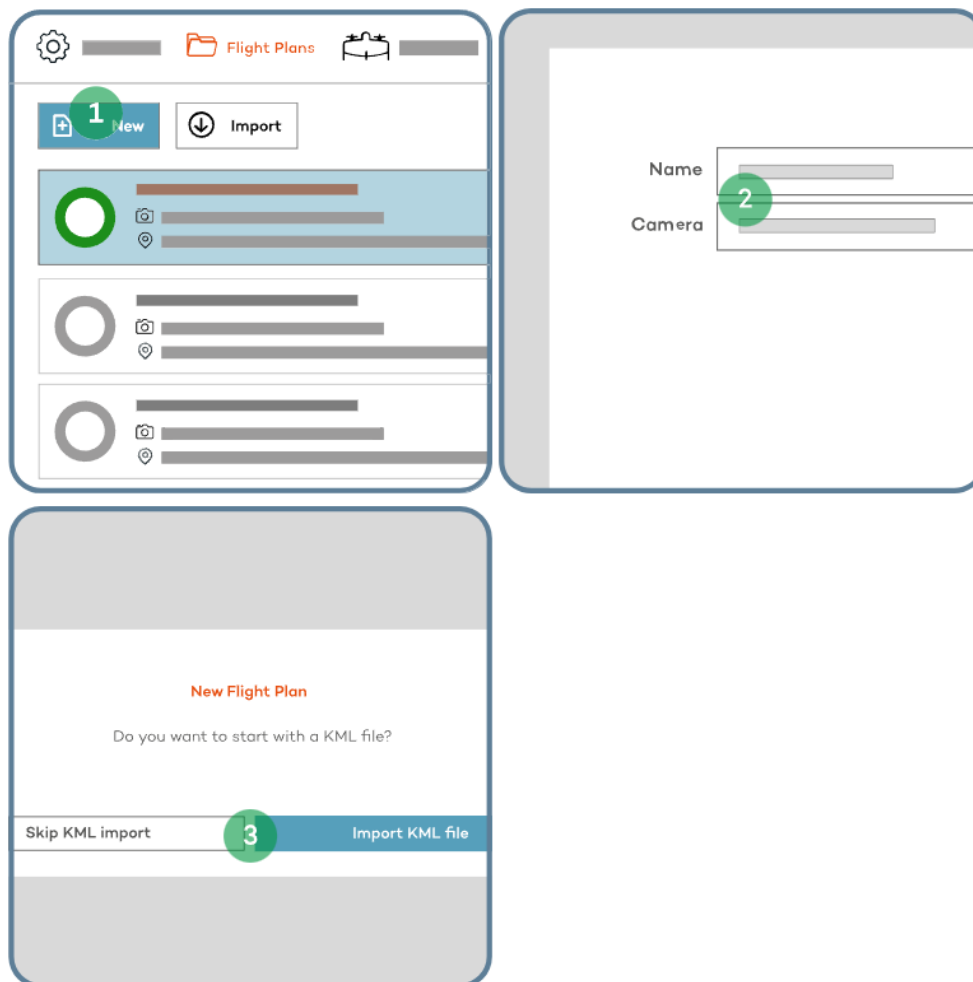 Flight Plans
1
New
Import
Name
2
Camera
New Flight Plan
Do you want to start with a KML file?
Skip KML import
3
Import KML file